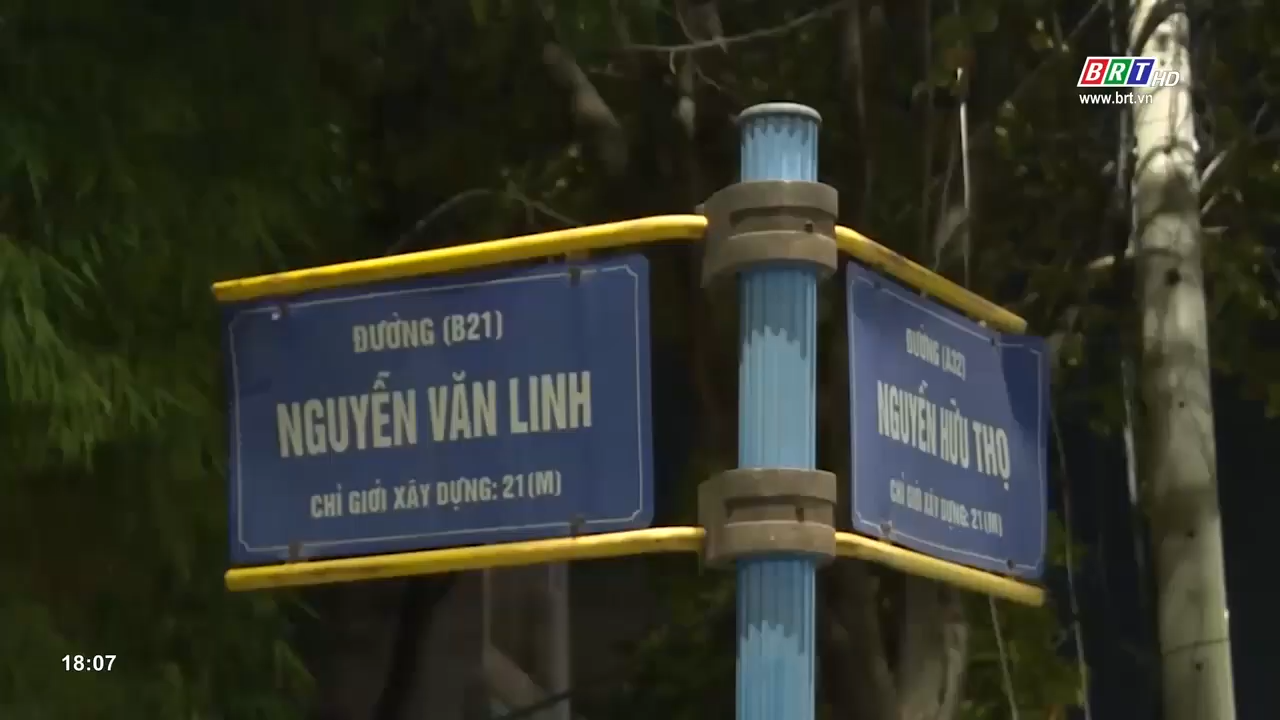 BRT HD
www.brt.vn
ĐƯỜNG (B21)
NGUYỄN VĂN LINH
CHỈ GIỚI XÂY DỰNG: 21(M)
ĐƯỜNG (A32)
NGUYỄN HỮU THỌ
CHỈ GIỚI XÂY DỰNG: 21(M)
18:07